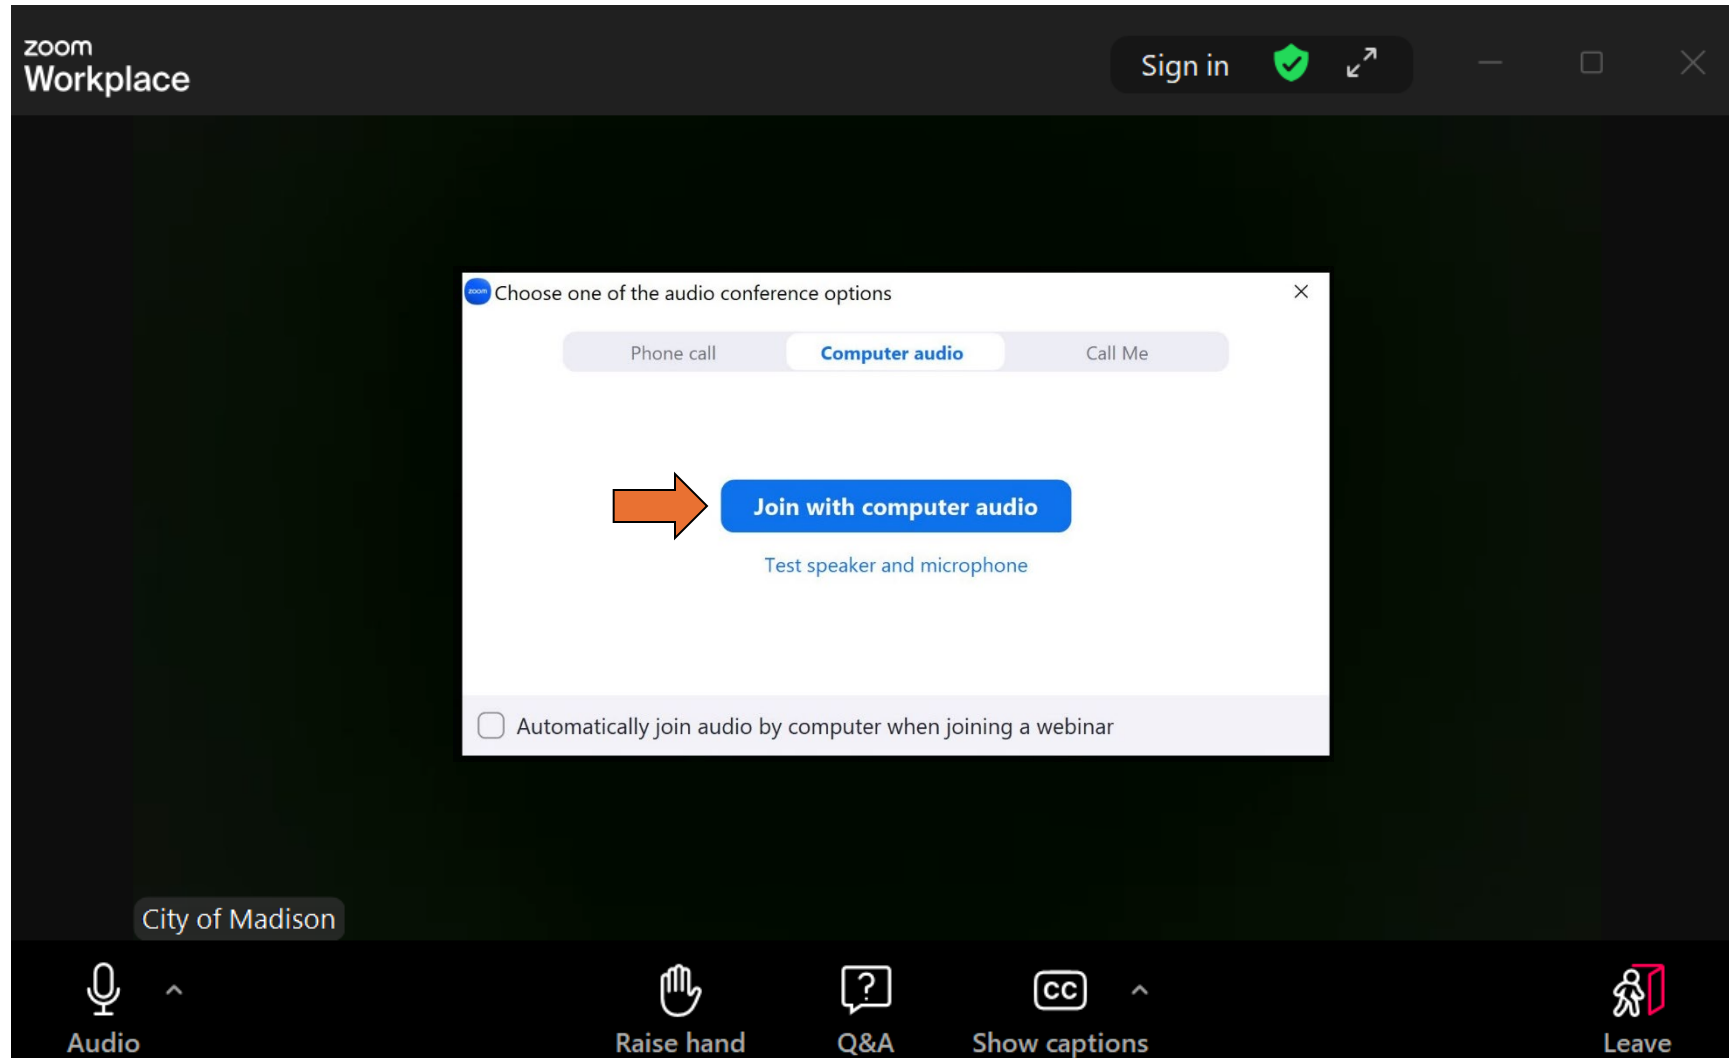 zoom
Workplace
Sign in
zoom
Choose one of the audio conference options
Phone call
Computer audio
Call Me
Join with computer audio
Test speaker and microphone
Automatically join audio by computer when joining a webinar
City of Madison
CC
Audio
Raise hand
Q&A
Show captions
Leave